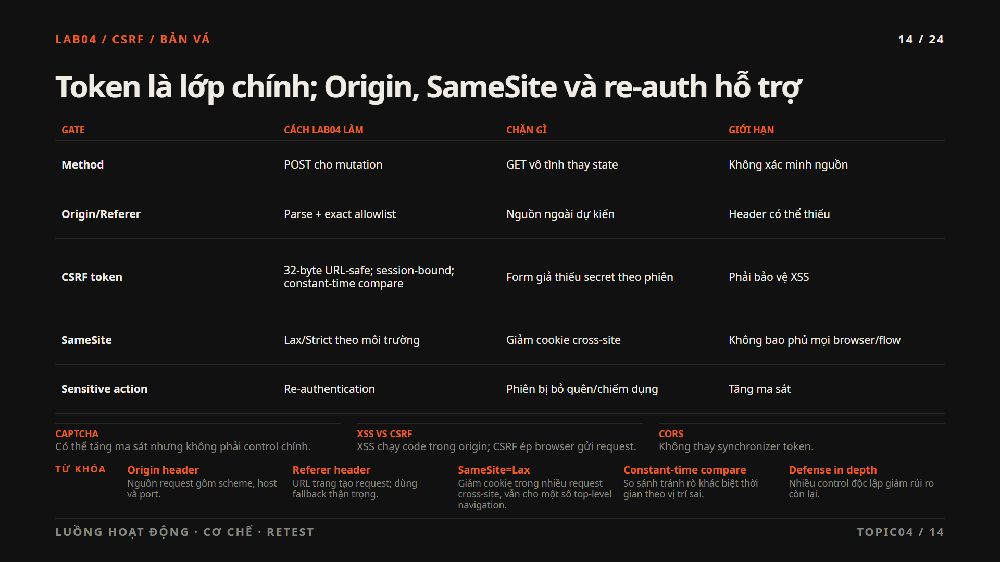 LAB04 / CSRF / BẢN VÁ
14 / 24
Token là lớp chính; Origin, SameSite và re-auth hỗ trợ
GATE
CÁCH LAB04 LÀM
CHẶN GÌ
GIỚI HẠN
Method
POST cho mutation
GET vô tình thay state
Không xác minh nguồn
Origin/Referer
Parse + exact allowlist
Nguồn ngoài dự kiến
Header có thể thiếu
CSRF token
32-byte URL-safe; session-bound;
constant-time compare
Form giả thiếu secret theo phiên
Phải bảo vệ XSS
SameSite
Lax/Strict theo môi trường
Giảm cookie cross-site
Không bao phủ mọi browser/flow
Sensitive action
Re-authentication
Phiên bị bỏ quên/chiếm dụng
Tăng ma sát
CAPTCHA
Có thể tăng ma sát nhưng không phải control chính.
XSS VS CSRF
XSS chạy code trong origin; CSRF ép browser gửi request.
CORS
Không thay synchronizer token.
TỪ KHÓA
Origin header
Nguồn request gồm scheme, host
và port.
Referer header
URL trang tạo request; dùng
fallback thận trọng.
SameSite=Lax
Giảm cookie trong nhiều request
cross-site, vẫn cho một số top-level
navigation.
Constant-time compare
So sánh tránh rò khác biệt thời
gian theo vị trí sai.
Defense in depth
Nhiều control độc lập giảm rủi ro
còn lại.
LUỒNG HOẠT ĐỘNG · CƠ CHẾ · RETEST
TOPIC04 / 14